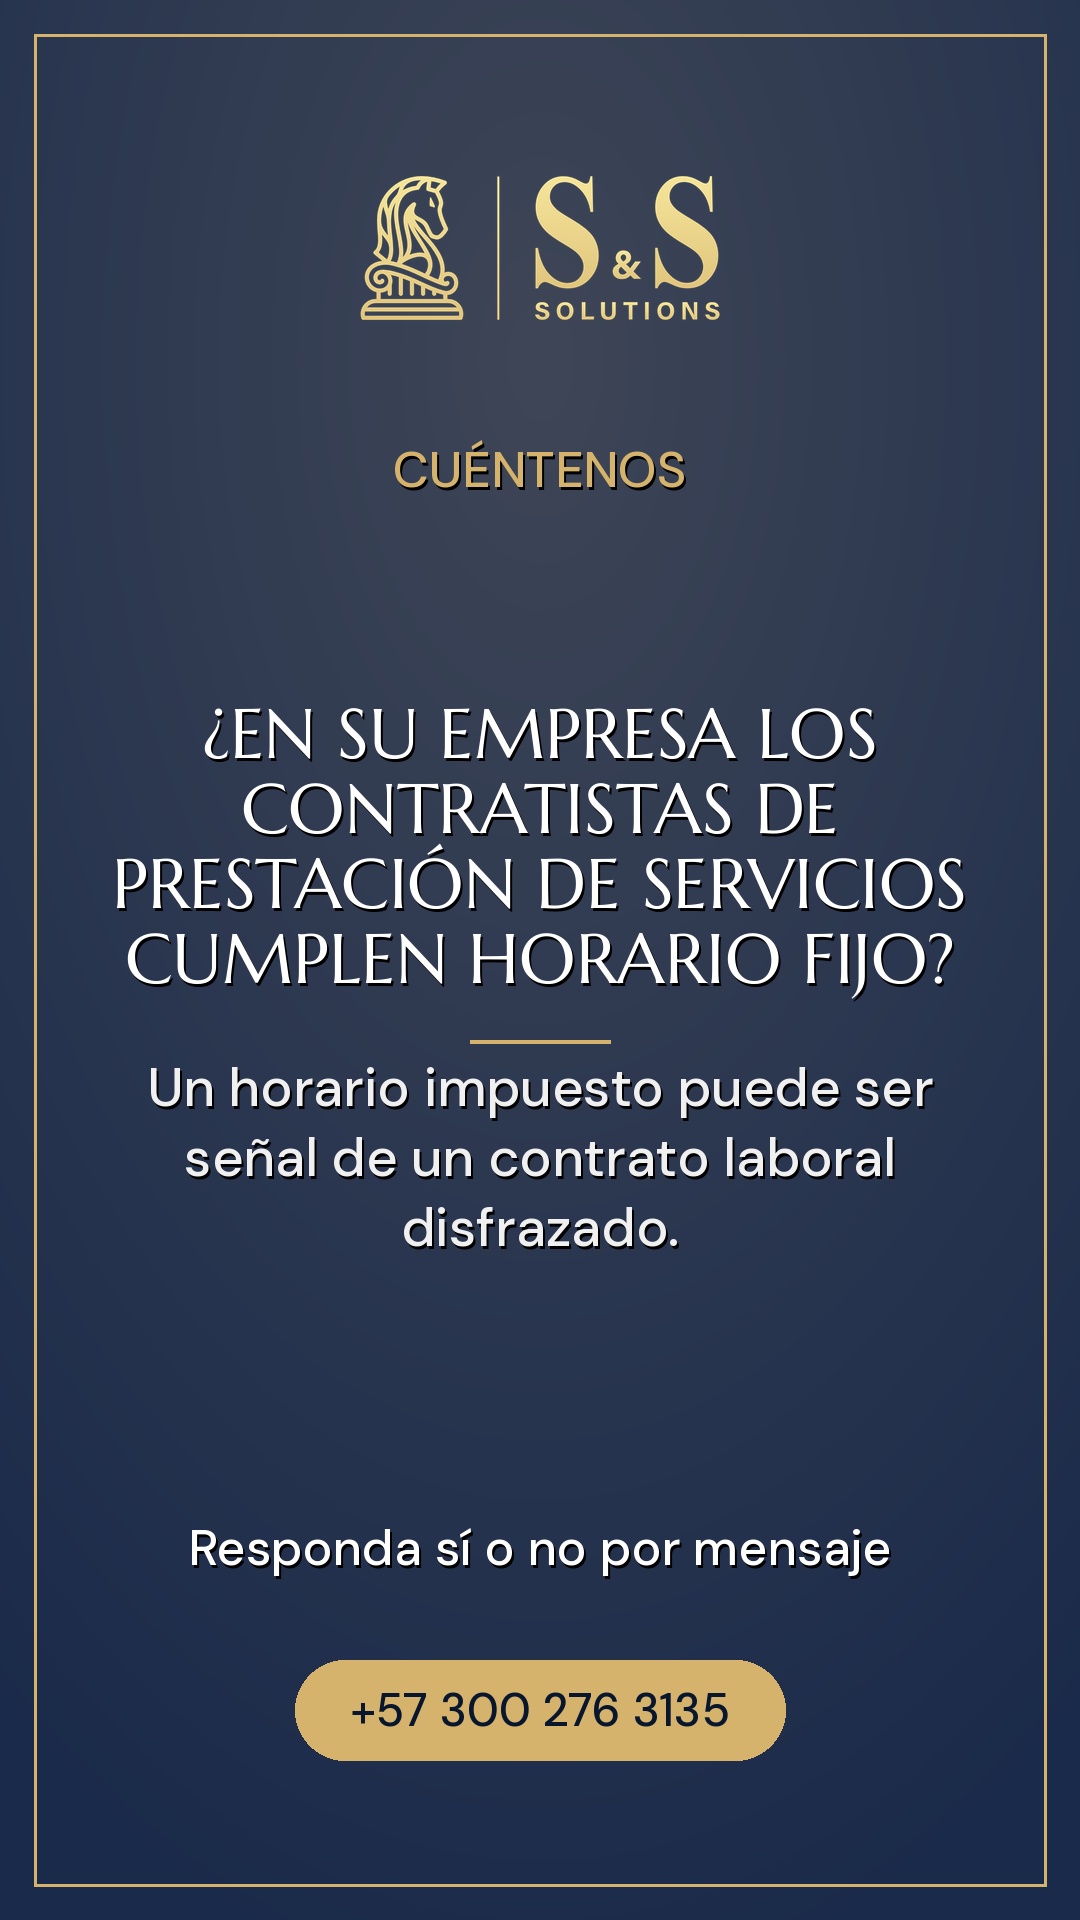 S&S
SOLUTIONS
CUÉNTENOS
¿EN SU EMPRESA LOS
CONTRATISTAS DE
PRESTACIÓN DE SERVICIOS
CUMPLEN HORARIO FIJO?
Un horario impuesto puede ser
señal de un contrato laboral
disfrazado.
Responda sí o no por mensaje
+57 300 276 3135